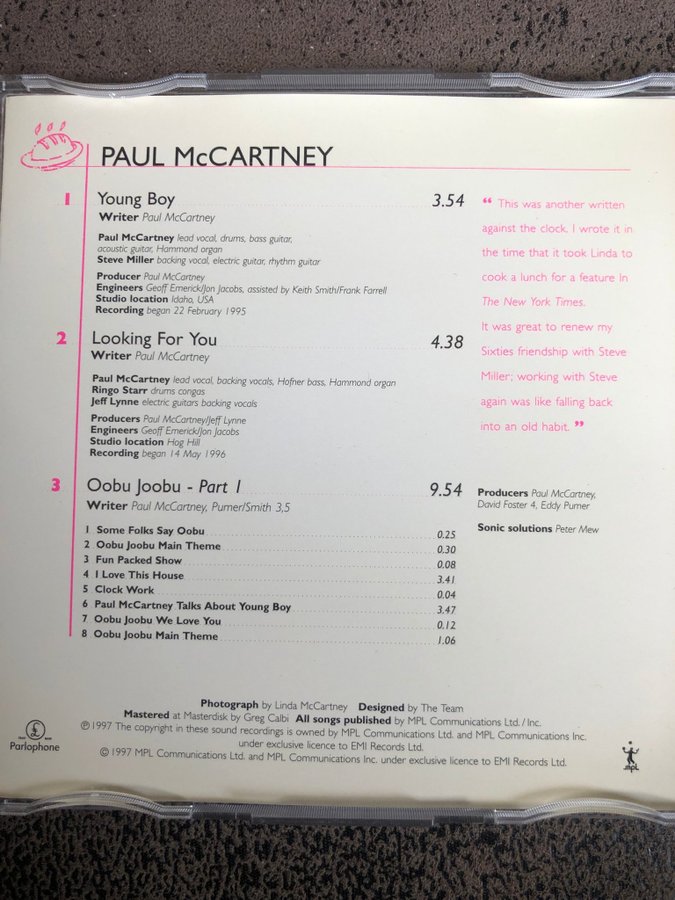 PAUL McCARTNEY
1 Young Boy 3.54
Writer Paul McCartney
Paul McCartney lead vocal, drums, bass guitar,
acoustic guitar, Hammond organ
Steve Miller backing vocal, electric guitar, rhythm guitar
Producer Paul McCartney
Engineers Geoff Emerick/Jon Jacobs, assisted by Keith Smith/Frank Farrell
Studio location Idaho, USA
Recording began 22 February 1995
2 Looking For You 4.38
Writer Paul McCartney
Paul McCartney lead vocal, backing vocals, Hofner bass, Hammond organ
Ringo Starr drums congas
Jeff Lynne electric guitars backing vocals
Producers Paul McCartney/Jeff Lynne
Engineers Geoff Emerick/Jon Jacobs
Studio location Hog Hill
Recording began 14 May 1996
3 Oobu Joobu - Part 1 9.54
Writer Paul McCartney, Pumer/Smith 3,5
1 Some Folks Say Oobu 0.25
2 Oobu Joobu Main Theme 0.30
3 Fun Packed Show 0.08
4 I Love This House 3.41
5 Clock Work 0.04
6 Paul McCartney Talks About Young Boy 3.47
7 Oobu Joobu We Love You 0.12
8 Oobu Joobu Main Theme 1.06
“ This was another written
against the clock. I wrote it in
the time that it took Linda to
cook a lunch for a feature In
The New York Times.
It was great to renew my
Sixties friendship with Steve
Miller; working with Steve
again was like falling back
into an old habit. ”
Producers Paul McCartney,
David Foster 4, Eddy Pumer
Sonic solutions Peter Mew
Photograph by Linda McCartney Designed by The Team
Mastered at Masterdisk by Greg Calbi All songs published by MPL Communications Ltd./Inc.
℗ 1997 The copyright in these sound recordings is owned by MPL Communications Ltd. and MPL Communications Inc.
under exclusive licence to EMI Records Ltd.
© 1997 MPL Communications Ltd. and MPL Communications Inc. under exclusive licence to EMI Records Ltd.
£
Parlophone
MPL